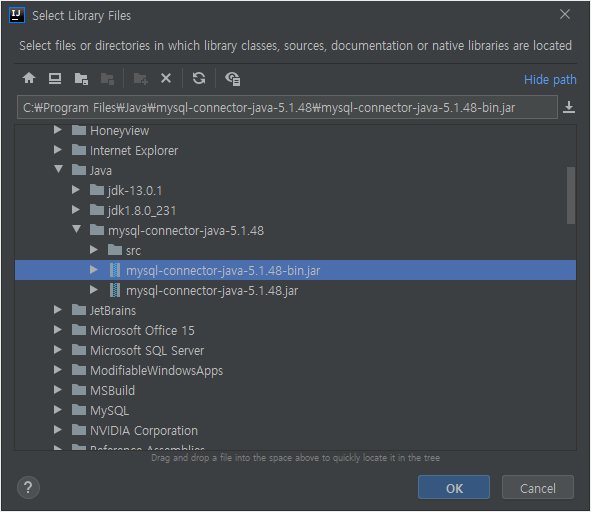 Select Library Files
Select files or directories in which library classes, sources, documentation or native libraries are located
Hide path
C:₩Program Files₩Java₩mysql-connector-java-5.1.48₩mysql-connector-java-5.1.48-bin.jar
Honeyview
Internet Explorer
Java
jdk-13.0.1
jdk1.8.0_231
mysql-connector-java-5.1.48
src
mysql-connector-java-5.1.48-bin.jar
mysql-connector-java-5.1.48.jar
JetBrains
Microsoft Office 15
Microsoft SQL Server
ModifiableWindowsApps
MSBuild
MySQL
NVIDIA Corporation
Reference Assemblies
Drag and drop a file into the space above to quickly locate it in the tree
?
OK
Cancel